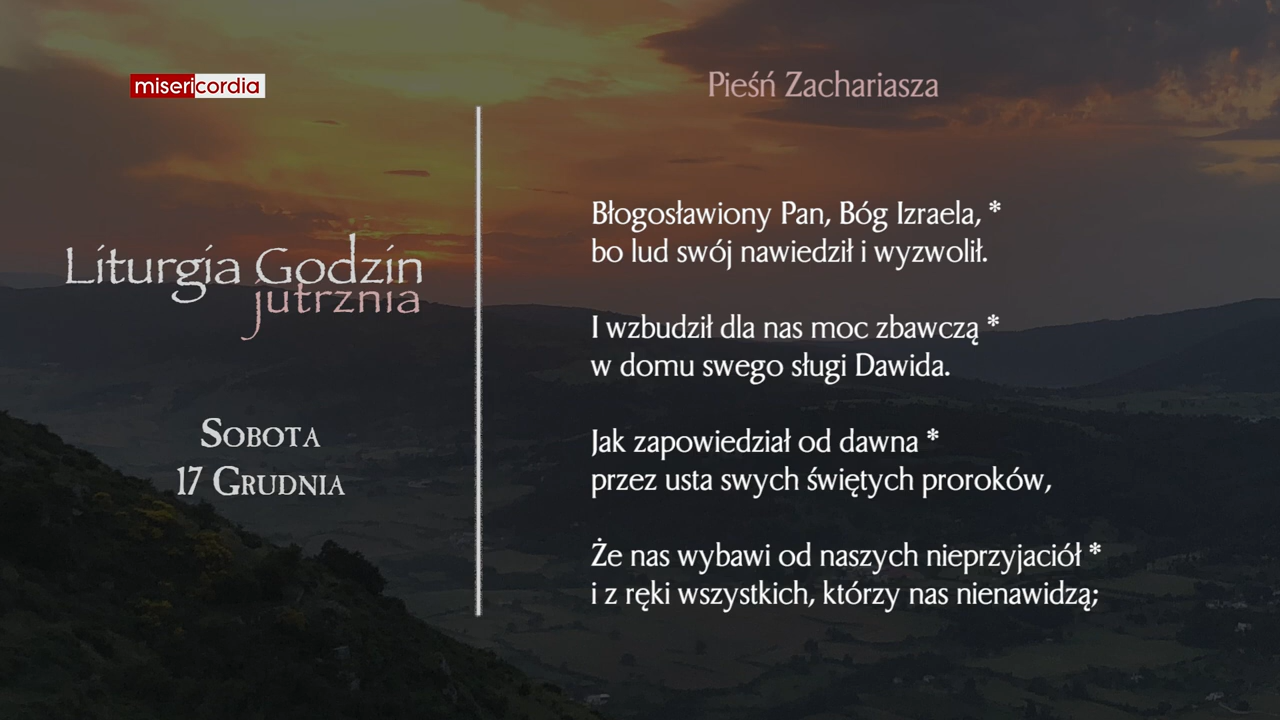 misericordia
Liturgia Godzin
jutrznia
Sobota
17 Grudnia
Pieśń Zachariasza
Błogosławiony Pan, Bóg Izraela, *
bo lud swój nawiedził i wyzwolił.
I wzbudził dla nas moc zbawczą *
w domu swego sługi Dawida.
Jak zapowiedział od dawna *
przez usta swych świętych proroków,
Że nas wybawi od naszych nieprzyjaciół *
i z ręki wszystkich, którzy nas nienawidzą;